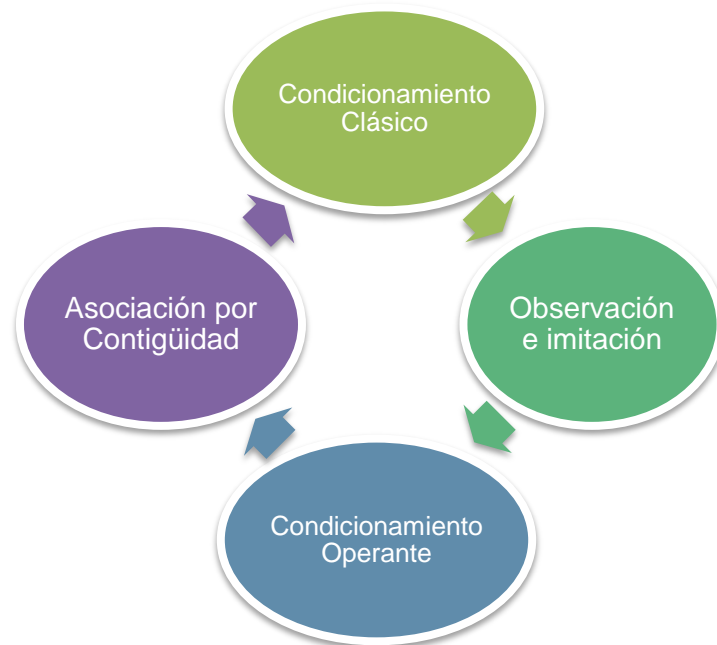 Condicionamiento
Clásico
Observación
e imitación
Condicionamiento
Operante
Asociación por
Contigüidad